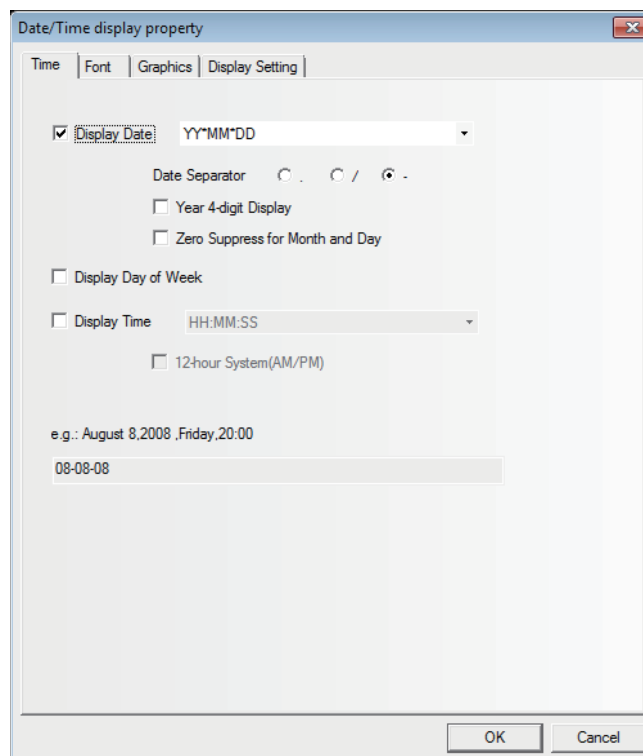 Date/Time display property
Time Font Graphics Display Setting
Display Date YY*MM*DD
Date Separator . / -
Year 4-digit Display
Zero Suppress for Month and Day
Display Day of Week
Display Time HH:MM:SS
12-hour System(AM/PM)
e.g.: August 8,2008 ,Friday,20:00
08-08-08
OK Cancel